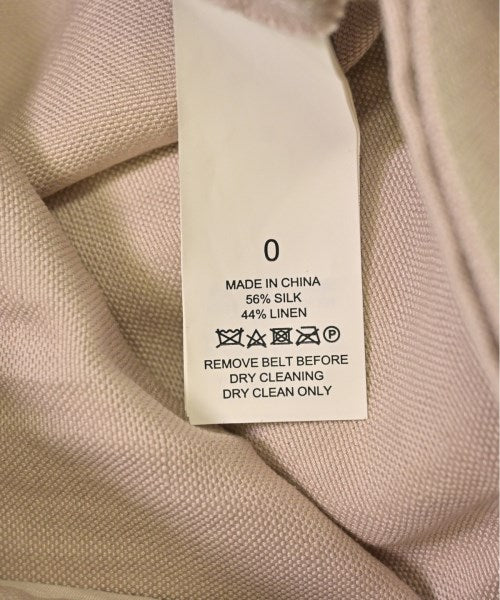 0
MADE IN CHINA
56% SILK
44% LINEN
P
REMOVE BELT BEFORE
DRY CLEANING
DRY CLEAN ONLY